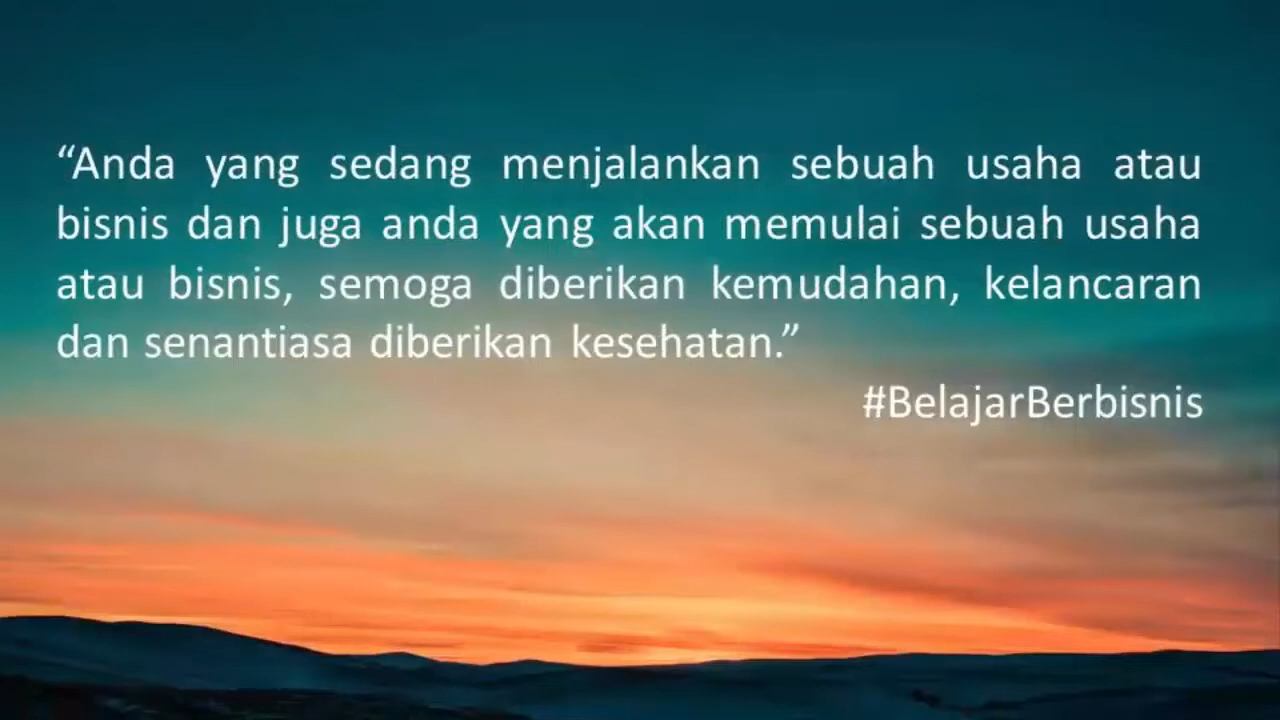 “Anda yang sedang menjalankan sebuah usaha atau
bisnis dan juga anda yang akan memulai sebuah usaha
atau bisnis, semoga diberikan kemudahan, kelancaran
dan senantiasa diberikan kesehatan.”
#BelajarBerbisnis